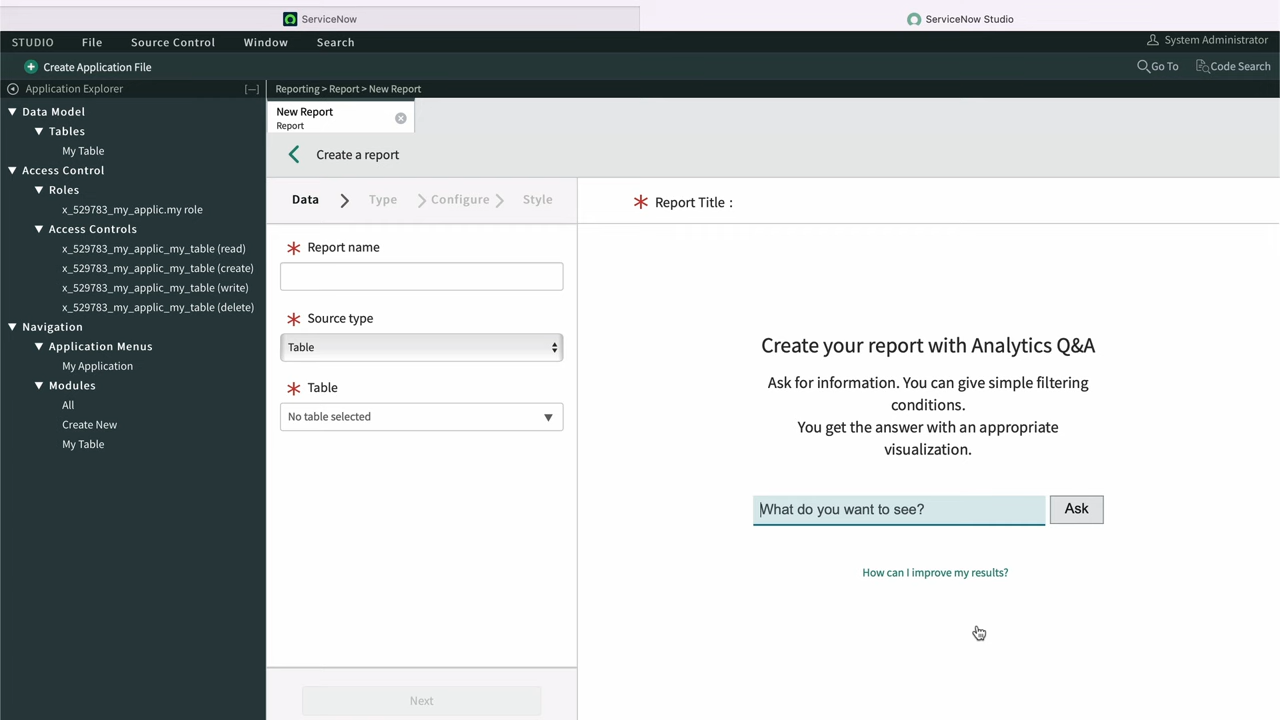 ServiceNow
ServiceNow Studio
STUDIO File Source Control Window Search
System Administrator
Create Application File
Go To Code Search
Application Explorer [—]
Reporting > Report > New Report
Data Model
Tables
My Table
Access Control
Roles
x_529783_my_applic.my role
Access Controls
x_529783_my_applic_my_table (read)
x_529783_my_applic_my_table (create)
x_529783_my_applic_my_table (write)
x_529783_my_applic_my_table (delete)
Navigation
Application Menus
My Application
Modules
All
Create New
My Table
New Report
Report
Create a report
Data Type Configure Style
* Report name
* Source type
Table
* Table
No table selected
Next
* Report Title :
Create your report with Analytics Q&A
Ask for information. You can give simple filtering
conditions.
You get the answer with an appropriate
visualization.
What do you want to see?
Ask
How can I improve my results?